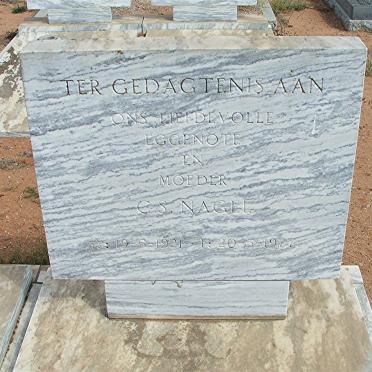 TER GEDAGTENIS AAN
ONS LIEFDEVOLLE
EGGENOTE
EN
MOEDER
C.S. NAGEL